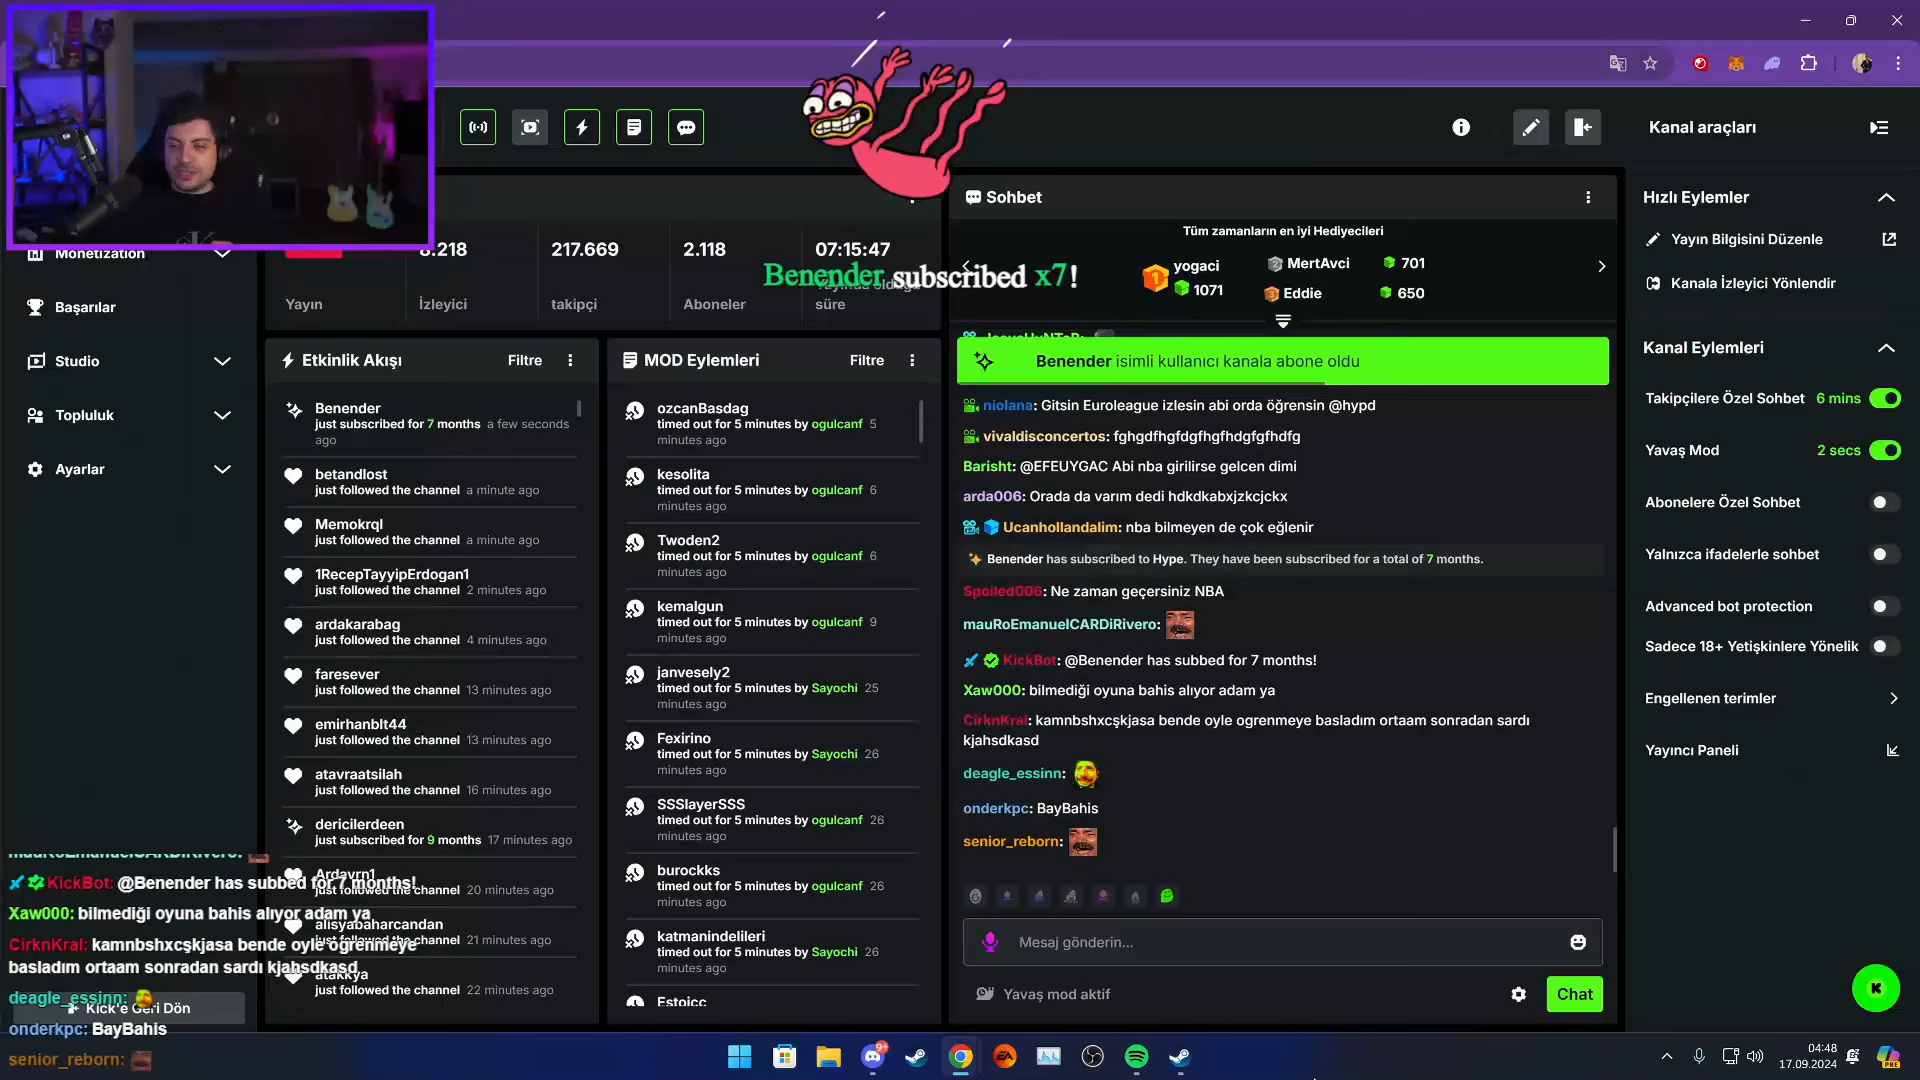 Kanal araçları
Monetization
Başarılar
Studio
Topluluk
Ayarlar
Kick'e Geri Dön
8.218
217.669
2.118
07:15:47
Yayın
İzleyici
takipçi
Aboneler
süre
Benender subscribed x7!
Etkinlik Akışı
Filtre
Benender
just subscribed for 7 months a few seconds
ago
betandlost
just followed the channel a minute ago
Memokrql
just followed the channel a minute ago
1RecepTayyipErdogan1
just followed the channel 2 minutes ago
ardakarabag
just followed the channel 4 minutes ago
faresever
just followed the channel 13 minutes ago
emirhanblt44
just followed the channel 13 minutes ago
atavraatsilah
just followed the channel 16 minutes ago
dericilerdeen
just subscribed for 9 months 17 minutes ago
Ardavrn1
just followed the channel 20 minutes ago
alisyabaharcandan
just followed the channel 21 minutes ago
atakkya
just followed the channel 22 minutes ago
MOD Eylemleri
Filtre
ozcanBasdag
timed out for 5 minutes by ogulcanf 5
minutes ago
kesolita
timed out for 5 minutes by ogulcanf 6
minutes ago
Twoden2
timed out for 5 minutes by ogulcanf 6
minutes ago
kemalgun
timed out for 5 minutes by ogulcanf 9
minutes ago
janvesely2
timed out for 5 minutes by Sayochi 25
minutes ago
Fexirino
timed out for 5 minutes by Sayochi 26
minutes ago
SSSlayerSSS
timed out for 5 minutes by ogulcanf 26
minutes ago
burockks
timed out for 5 minutes by ogulcanf 26
minutes ago
katmanindelileri
timed out for 5 minutes by Sayochi 26
minutes ago
Estoicc
Sohbet
Tüm zamanların en iyi Hediyecileri
1 yogaci
1071
2 MertAvci 701
3 Eddie 650
Benender isimli kullanıcı kanala abone oldu
niolana: Gitsin Euroleague izlesin abi orda öğrensin @hypd
vivaldisconcertos: fghgdfhgfdgfhgfhdgfgfhdfg
Barisht: @EFEUYGAC Abi nba girilirse gelcen dimi
arda006: Orada da varım dedi hdkdkabxjzkcjckx
Ucanhollandalim: nba bilmeyen de çok eğlenir
Benender has subscribed to Hype. They have been subscribed for a total of 7 months.
Spoiled006: Ne zaman geçersiniz NBA
mauRoEmanuelCARDiRivero:
KickBot: @Benender has subbed for 7 months!
Xaw000: bilmediği oyuna bahis alıyor adam ya
CirknKral: kamnbshxcşkjasa bende oyle ogrenmeye basladım ortaam sonradan sardı
kjahsdkasd
deagle_essinn:
onderkpc: BayBahis
senior_reborn:
Mesaj gönderin...
Yavaş mod aktif
Chat
Hızlı Eylemler
Yayın Bilgisini Düzenle
Kanala İzleyici Yönlendir
Kanal Eylemleri
Takipçilere Özel Sohbet 6 mins
Yavaş Mod 2 secs
Abonelere Özel Sohbet
Yalnızca ifadelerle sohbet
Advanced bot protection
Sadece 18+ Yetişkinlere Yönelik
Engellenen terimler
Yayıncı Paneli
K
mauRoEmanuelCARDiRivero:
KickBot: @Benender has subbed for 7 months!
Xaw000: bilmediği oyuna bahis alıyor adam ya
CirknKral: kamnbshxcşkjasa bende oyle ogrenmeye
basladım ortaam sonradan sardı kjahsdkasd
deagle_essinn:
onderkpc: BayBahis
senior_reborn:
9+
EA
04:48
17.09.2024
PRE